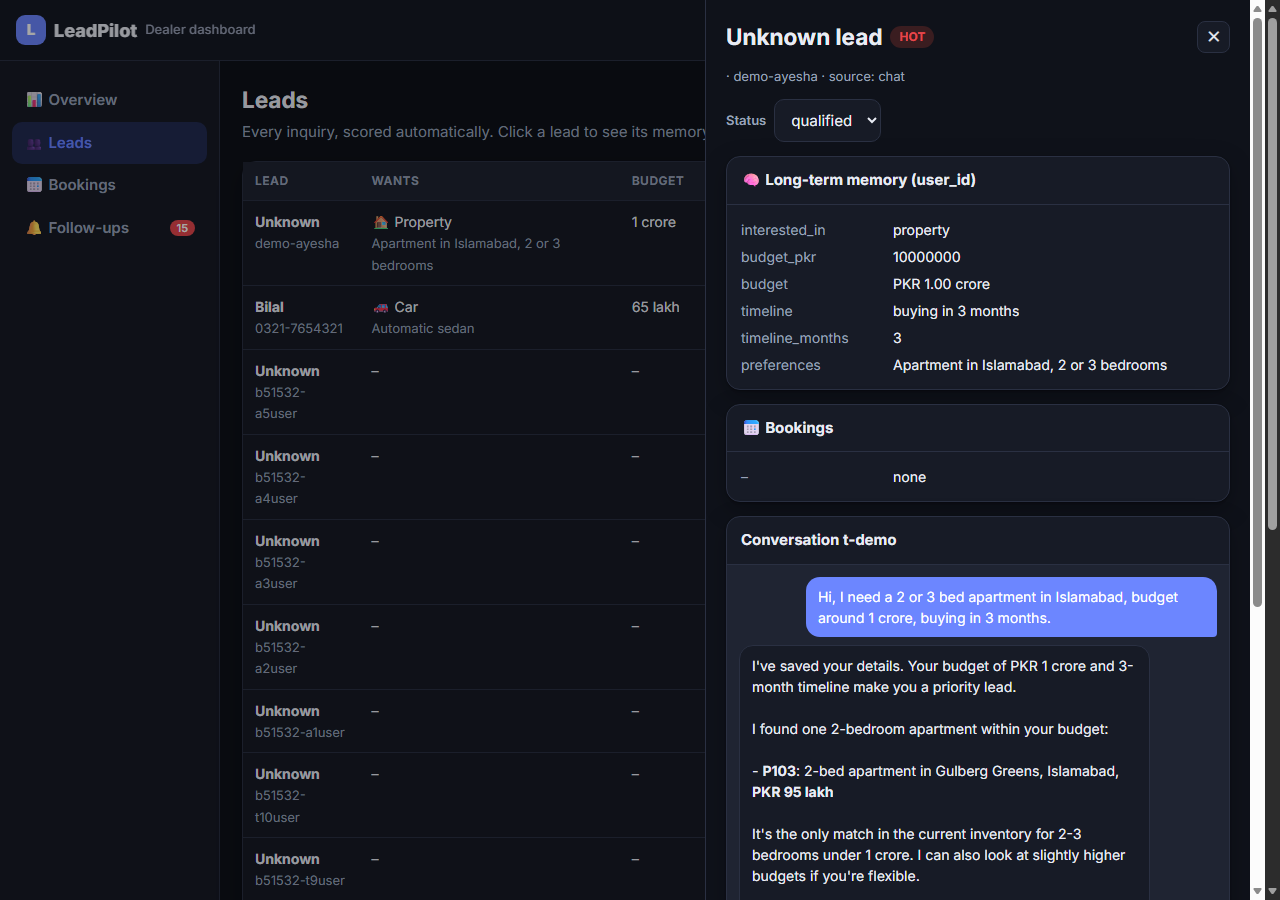 L LeadPilot Dealer dashboard
Overview
Leads
Bookings
Follow-ups 15
Leads
Every inquiry, scored automatically. Click a lead to see its memory
LEAD WANTS BUDGET
Unknown Property 1 crore
demo-ayesha Apartment in Islamabad, 2 or 3
bedrooms
Bilal Car 65 lakh
0321-7654321 Automatic sedan
Unknown – –
b51532-
a5user
Unknown – –
b51532-
a4user
Unknown – –
b51532-
a3user
Unknown – –
b51532-
a2user
Unknown – –
b51532-a1user
Unknown – –
b51532-
t10user
Unknown – –
b51532-t9user
Unknown lead HOT ✕
· demo-ayesha · source: chat
Status qualified
Long-term memory (user_id)
interested_in property
budget_pkr 10000000
budget PKR 1.00 crore
timeline buying in 3 months
timeline_months 3
preferences Apartment in Islamabad, 2 or 3 bedrooms
Bookings
– none
Conversation t-demo
Hi, I need a 2 or 3 bed apartment in Islamabad, budget
around 1 crore, buying in 3 months.
I've saved your details. Your budget of PKR 1 crore and 3-
month timeline make you a priority lead.
I found one 2-bedroom apartment within your budget:
- P103: 2-bed apartment in Gulberg Greens, Islamabad,
PKR 95 lakh
It's the only match in the current inventory for 2-3
bedrooms under 1 crore. I can also look at slightly higher
budgets if you're flexible.